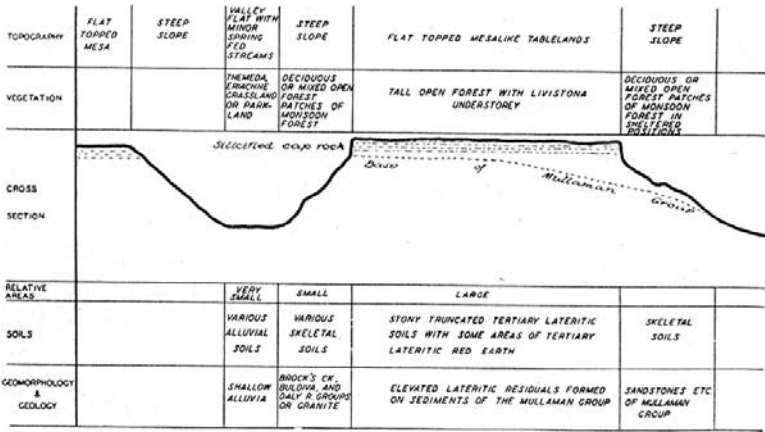 TOPOGRAPHY
FLAT
TOPPED
MESA
STEEP
SLOPE
VALLEY
FLAT WITH
MINOR
SPRING
FED
STREAMS
STEEP
SLOPE
FLAT TOPPED MESALIKE TABLELANDS
STEEP
SLOPE
VEGETATION
THEMEDA,
ERIACHNE
GRASSLAND
OR PARK-
LAND
DECIDUOUS
OR MIXED OPEN
FOREST
PATCHES OF
MONSOON
FOREST
TALL OPEN FOREST WITH LIVISTONA
UNDERSTOREY
DECIDUOUS OR
MIXED OPEN
FOREST PATCHES
OF MONSOON
FOREST IN
SHELTERED
POSITIONS
CROSS
SECTION
Silicified cap rock
Base of Mullaman Group
RELATIVE
AREAS
VERY
SMALL
SMALL
LARGE
SOILS
VARIOUS
ALLUVIAL
SOILS
VARIOUS
SKELETAL
SOILS
STONY TRUNCATED TERTIARY LATERITIC
SOILS WITH SOME AREAS OF TERTIARY
LATERITIC RED EARTH
SKELETAL
SOILS
GEOMORPHOLOGY
&
GEOLOGY
SHALLOW
ALLUVIA
BROCK'S CK,
BULDIVA, AND
DALY R. GROUPS
OR GRANITE
ELEVATED LATERITIC RESIDUALS FORMED
ON SEDIMENTS OF THE MULLAMAN GROUP
SANDSTONES ETC.
OF MULLAMAN
GROUP